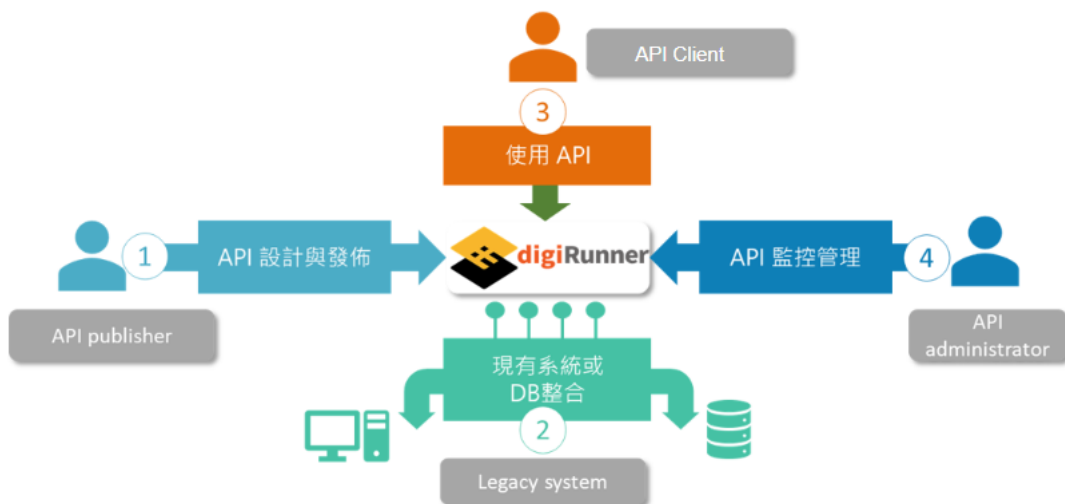 API Client
3
使用 API
1
API 設計與發佈
digiRunner
API 監控管理
4
API publisher
API
administrator
現有系統或
DB整合
2
Legacy system